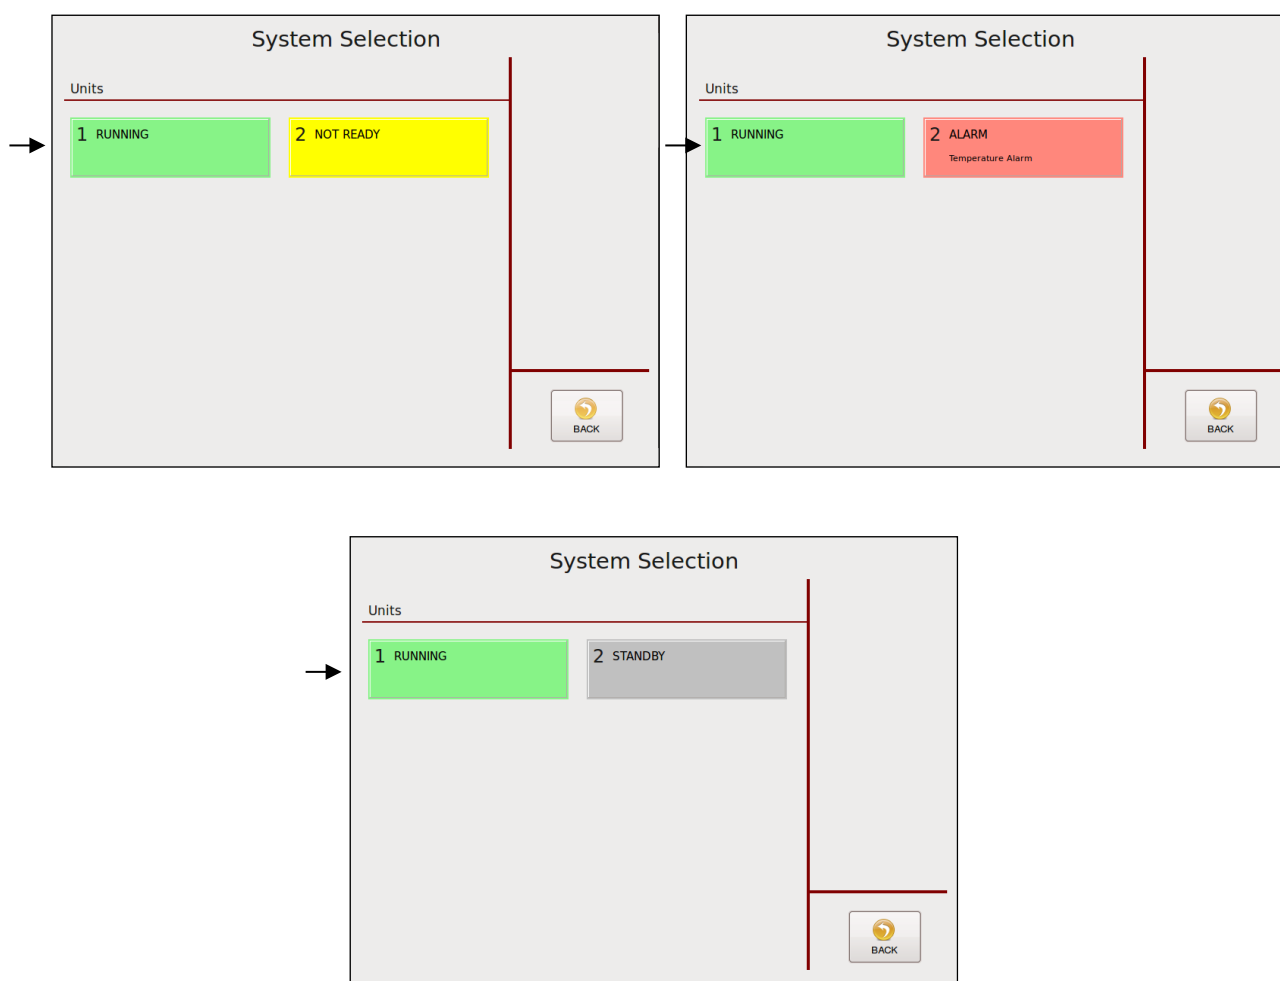 System Selection
Units
1 RUNNING
2 NOT READY
BACK
System Selection
Units
1 RUNNING
2 ALARM
Temperature Alarm
BACK
System Selection
Units
1 RUNNING
2 STANDBY
BACK